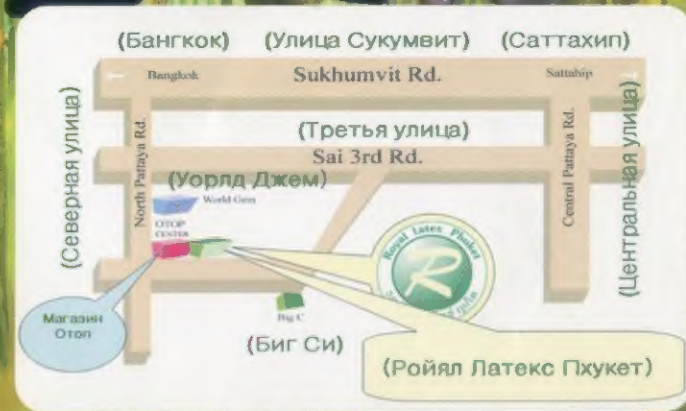 (Бангкок) (Улица Сукумвит) (Саттахип)
Bangkok Sukhumvit Rd. Sattahip
(Третья улица)
Sai 3rd Rd.
(Северная улица)
North Pattaya Rd.
Central Pattaya Rd.
(Центральная улица)
(Уорлд Джем)
World Gem
OTOP
CENTER
Royal Latex Phuket
R
Магазин
Отоп
Big C
(Биг Си)
(Ройял Латекс Пхукет)